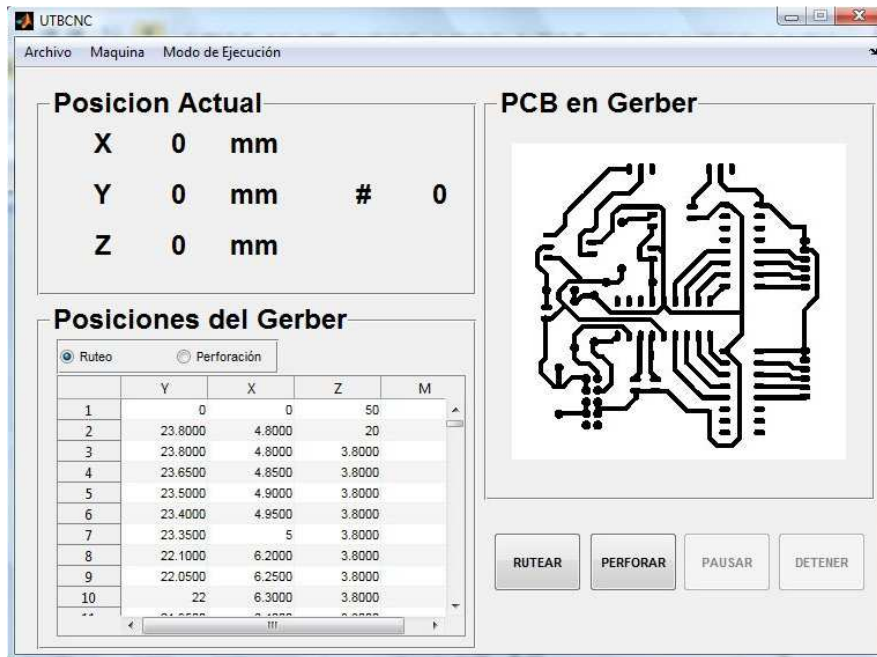 UTBCNC
Archivo Maquina Modo de Ejecución
Posicion Actual
X 0 mm
Y 0 mm # 0
Z 0 mm
PCB en Gerber
Posiciones del Gerber
Ruteo Perforación
Y X Z M
1 0 0 50
2 23.8000 4.8000 20
3 23.8000 4.8000 3.8000
4 23.6500 4.8500 3.8000
5 23.5000 4.9000 3.8000
6 23.4000 4.9500 3.8000
7 23.3500 5 3.8000
8 22.1000 6.2000 3.8000
9 22.0500 6.2500 3.8000
10 22 6.3000 3.8000
RUTEAR PERFORAR PAUSAR DETENER